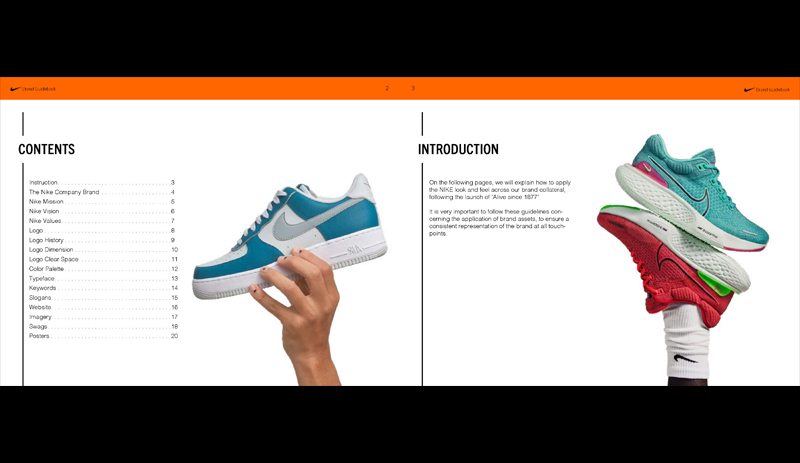 Brand Guidebook
2
3
Brand Guidebook
CONTENTS
Instruction 3
The Nike Company Brand 4
Nike Mission 5
Nike Vision 6
Nike Values 7
Logo 8
Logo History 9
Logo Dimension 10
Logo Clear Space 11
Color Palette 12
Typeface 13
Keywords 14
Slogans 15
Website 16
Imagery 17
Swags 18
Posters 20
INTRODUCTION
On the following pages, we will explain how to apply
the NIKE look and feel across our brand collateral,
following the launch of “Alive since 1877”.
It is very important to follow these guidelines con-
cerning the application of brand assets, to ensure a
consistent representation of the brand at all touch-
points.